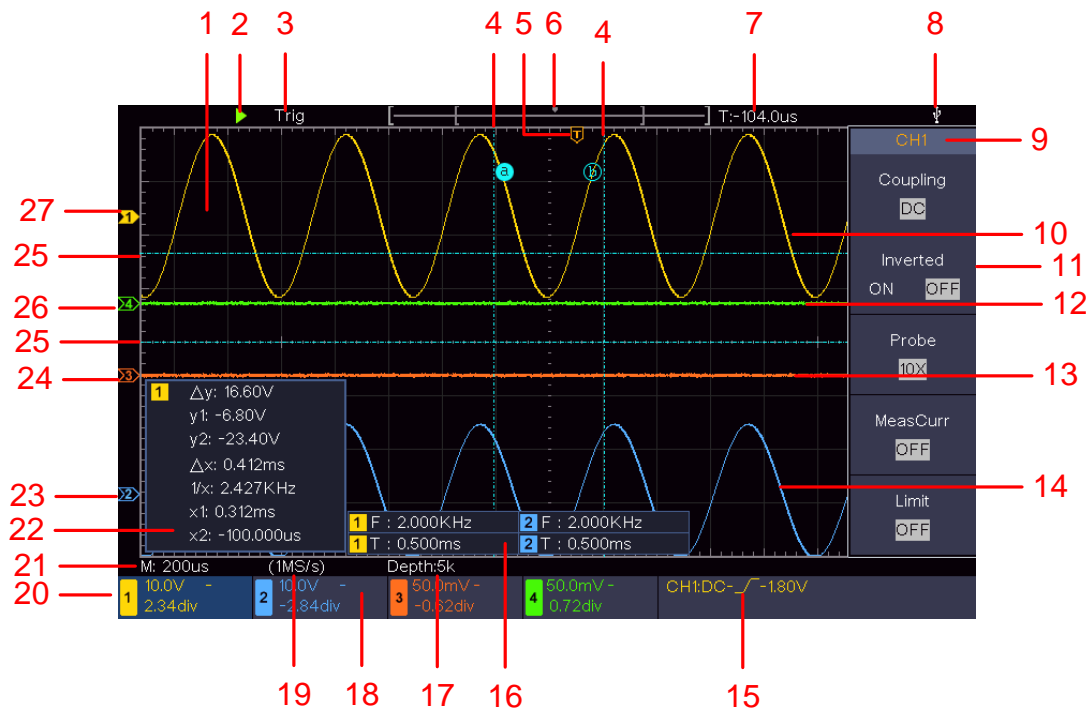 1 2 3 4 5 6 4 7 8
Trig T:-104.0us
T
9
CH1
Coupling
DC
a b
27 1
10
25
Inverted
11
ON OFF
26 4
12
25
Probe
10X
24 3
13
1 △y: 16.60V
y1: -6.80V
y2: -23.40V
△x: 0.412ms
1/x: 2.427KHz
x1: 0.312ms
x2: -100.000us
MeasCurr
OFF
23 2
14
22
Limit
OFF
1 F : 2.000KHz 2 F : 2.000KHz
1 T : 0.500ms 2 T : 0.500ms
21
M: 200us (1MS/s) Depth:5k
20
1 10.0V - 2.34div
2 10.0V - -2.84div
3 50.0mV - -0.62div
4 50.0mV - 0.72div
CH1:DC- -1.80V
19 18 17 16 15